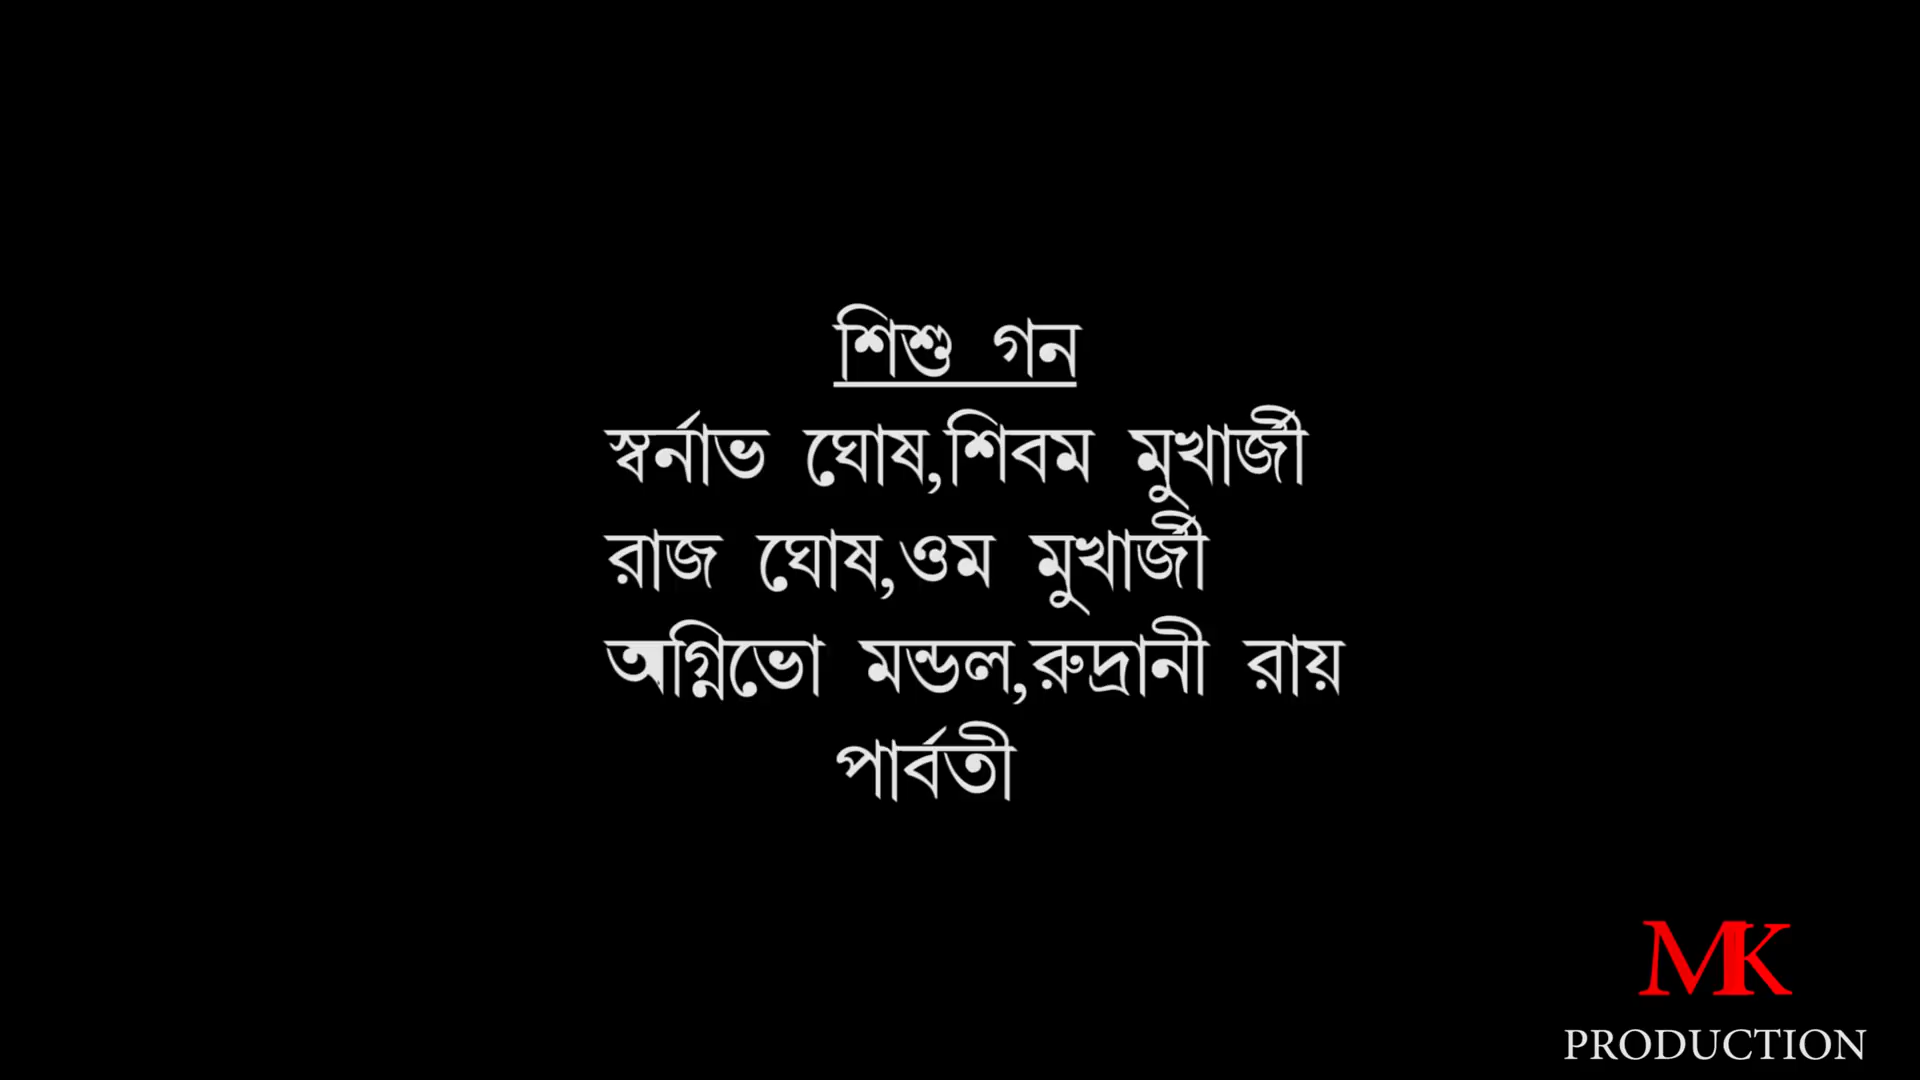 শিশু গন
স্বর্নাভ ঘোষ,শিবম মুখার্জী
রাজ ঘোষ,ওম মুখার্জী
অগ্নিভো মন্ডল,রুদ্রানী রায়
পার্বতী
MK
PRODUCTION